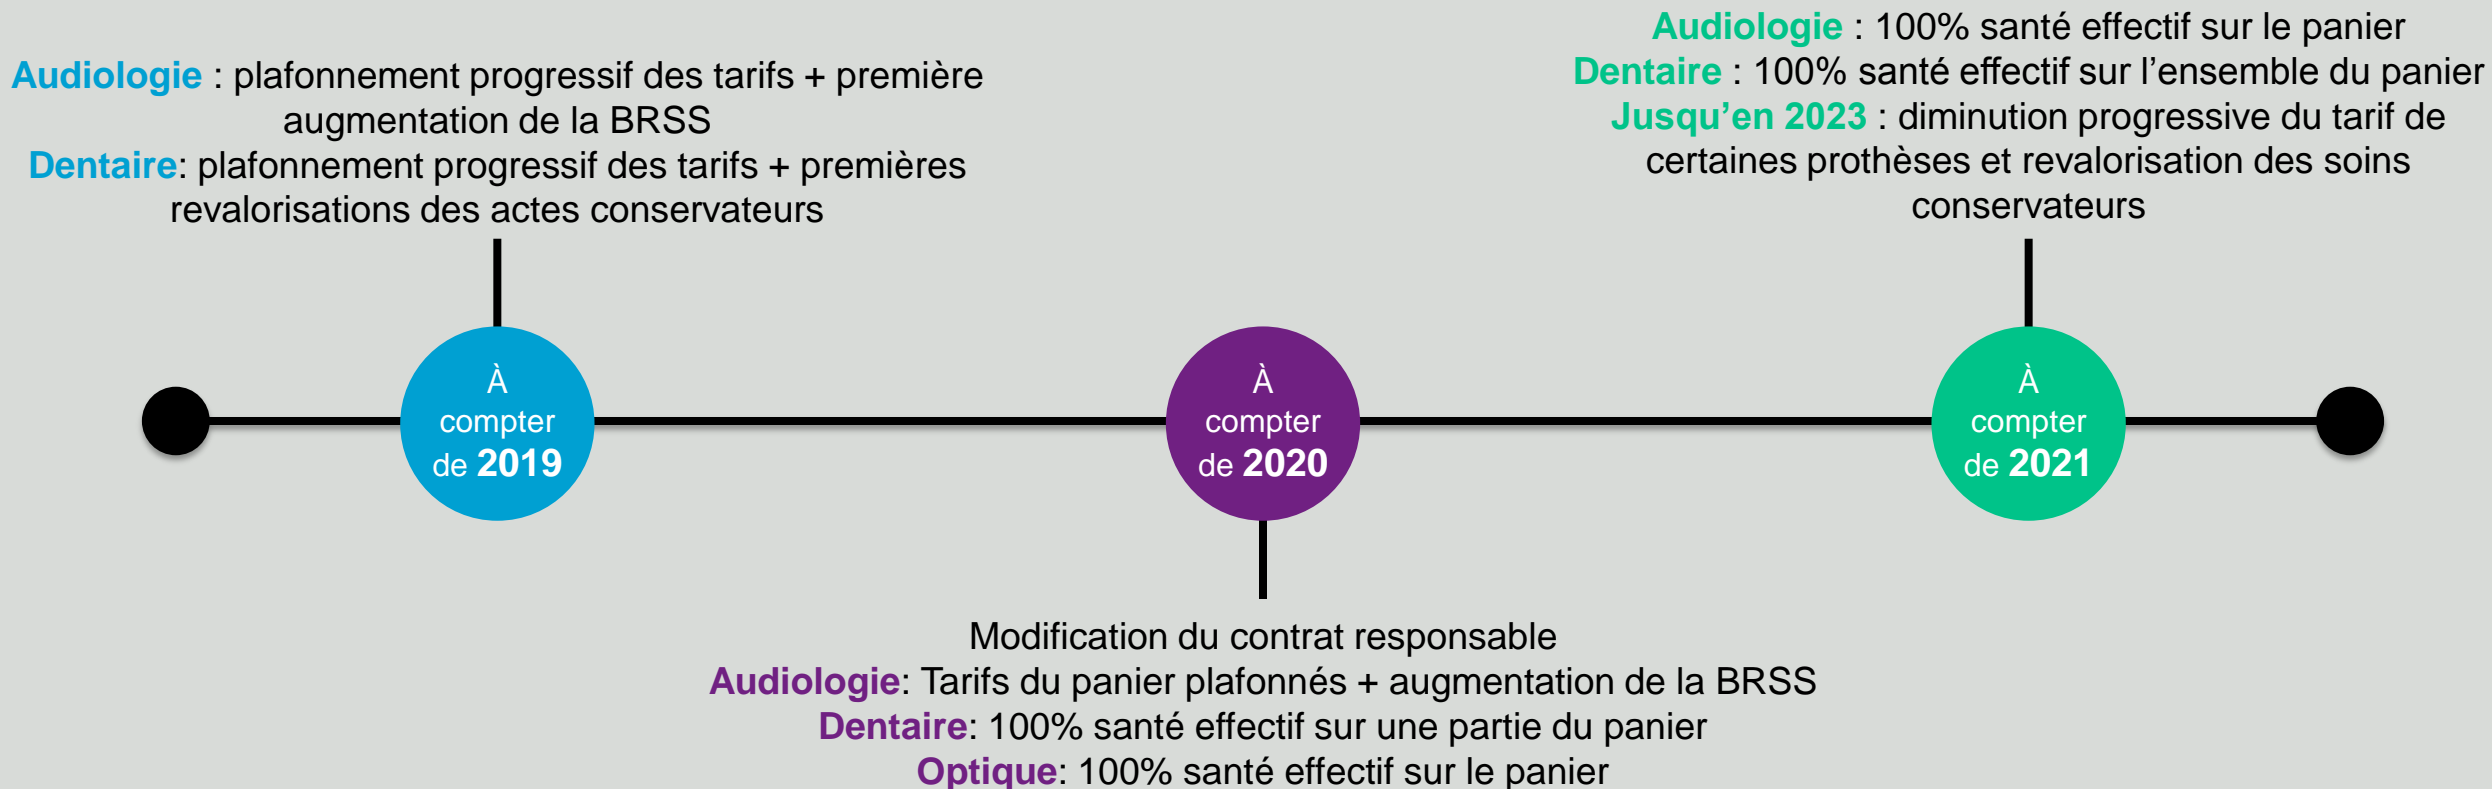 Audiologie : plafonnement progressif des tarifs + première
augmentation de la BRSS
Dentaire: plafonnement progressif des tarifs + premières
revalorisations des actes conservateurs
À
compter
de 2019
À
compter
de 2020
Modification du contrat responsable
Audiologie: Tarifs du panier plafonnés + augmentation de la BRSS
Dentaire: 100% santé effectif sur une partie du panier
Optique: 100% santé effectif sur le panier
Audiologie : 100% santé effectif sur le panier
Dentaire : 100% santé effectif sur l’ensemble du panier
Jusqu’en 2023 : diminution progressive du tarif de
certaines prothèses et revalorisation des soins
conservateurs
À
compter
de 2021